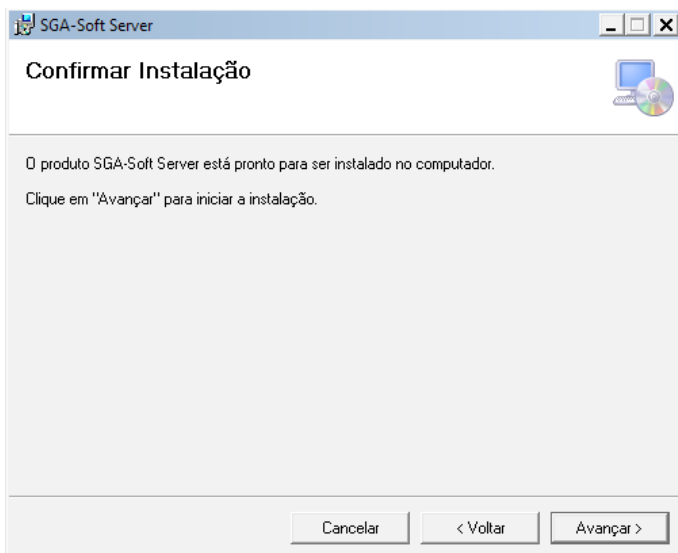 SGA-Soft Server
Confirmar Instalação
O produto SGA-Soft Server está pronto para ser instalado no computador.
Clique em "Avançar" para iniciar a instalação.
Cancelar
< Voltar
Avançar >